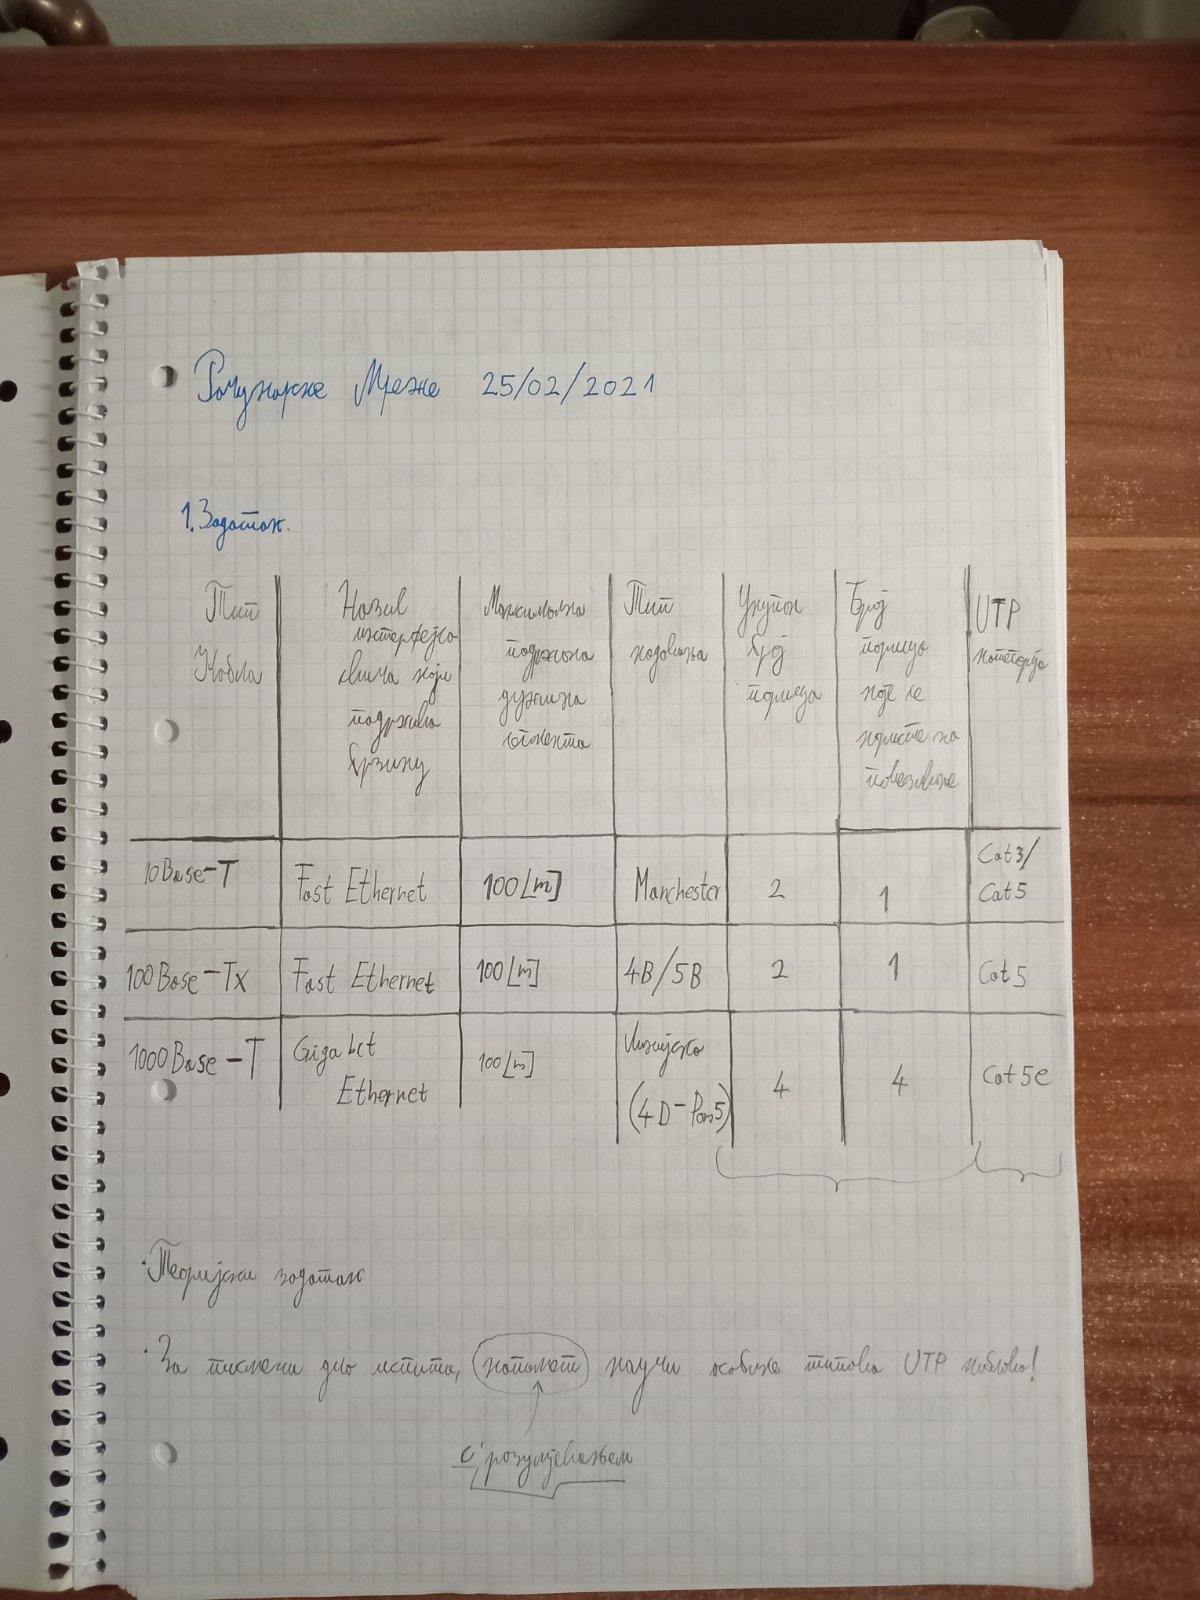 Рачунарске Мреже 25/02/2021
1. Задатак.
Тип Кабла
Назив интерфејса свича који подржава брзину
Максимална подржана дужина сегмента
Тип кодовања
Укупан број парица
Број парица које се користе за повезивање
UTP категорија
10Base-T
Fast Ethernet
100[m]
Manchester
2
1
Cat3/ Cat5
100Base-Tx
Fast Ethernet
100[m]
4B/5B
2
1
Cat5
1000Base-T
Gigabit Ethernet
100[m]
Линијско (4D-Pam5)
4
4
Cat5e
· Теоријски задатак
· За писмени део испита, напамет научи особине типова UTP каблова!
с' разумевањем